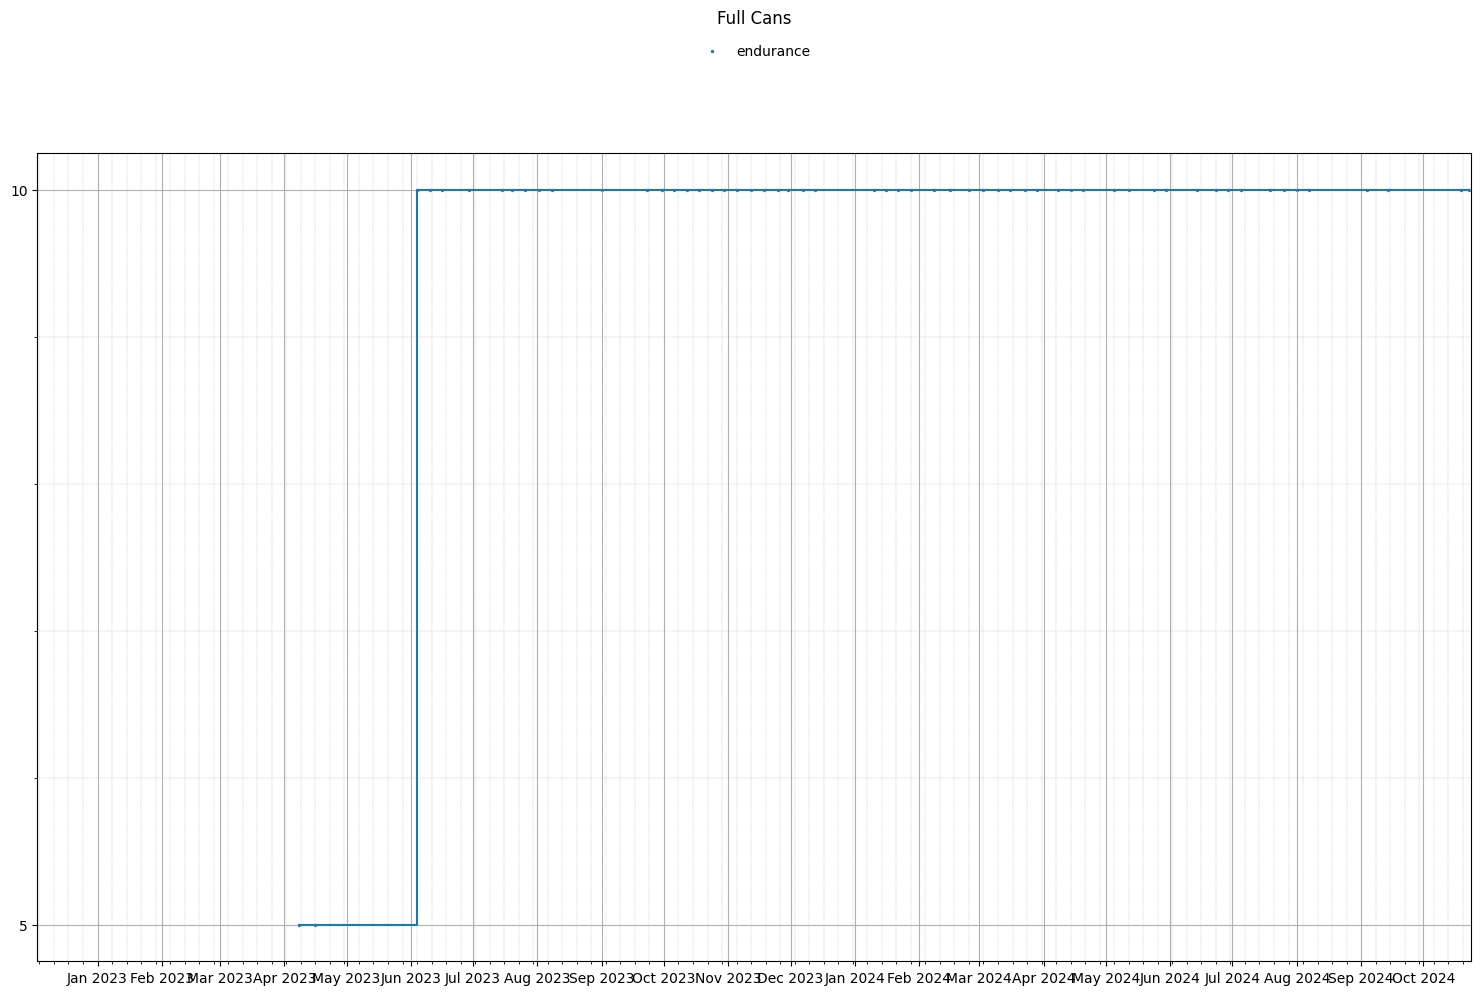 Full Cans
endurance
10
5
Jan 2023 Feb 2023 Mar 2023 Apr 2023 May 2023 Jun 2023 Jul 2023 Aug 2023 Sep 2023 Oct 2023 Nov 2023 Dec 2023 Jan 2024 Feb 2024 Mar 2024 Apr 2024 May 2024 Jun 2024 Jul 2024 Aug 2024 Sep 2024 Oct 2024